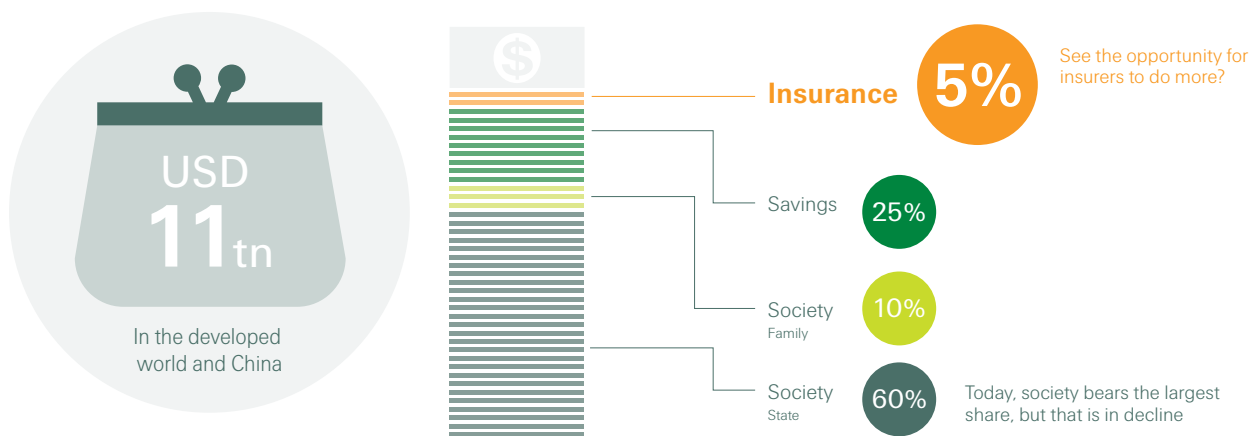 USD
11tn
In the developed
world and China
$
Insurance
5%
See the opportunity for
insurers to do more?
Savings
25%
Society
Family
10%
Society
State
60%
Today, society bears the largest
share, but that is in decline